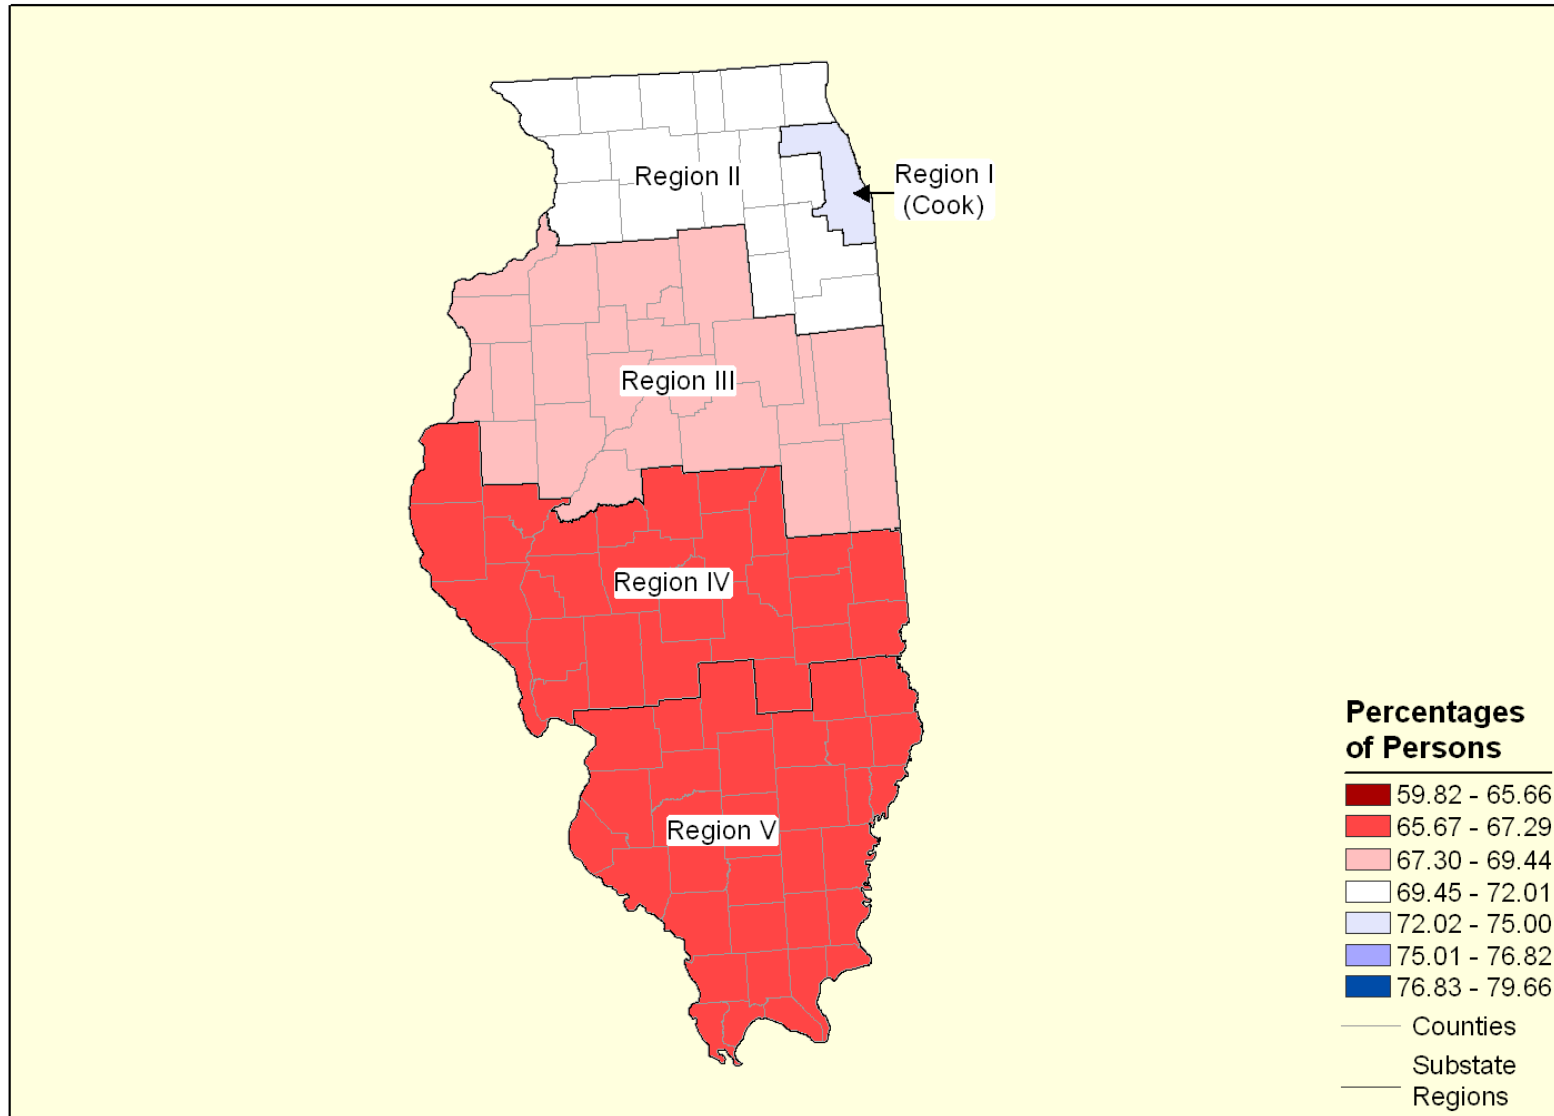 Region II
Region I
(Cook)
Region III
Region IV
Region V
Percentages
of Persons
59.82 - 65.66
65.67 - 67.29
67.30 - 69.44
69.45 - 72.01
72.02 - 75.00
75.01 - 76.82
76.83 - 79.66
Counties
Substate
Regions